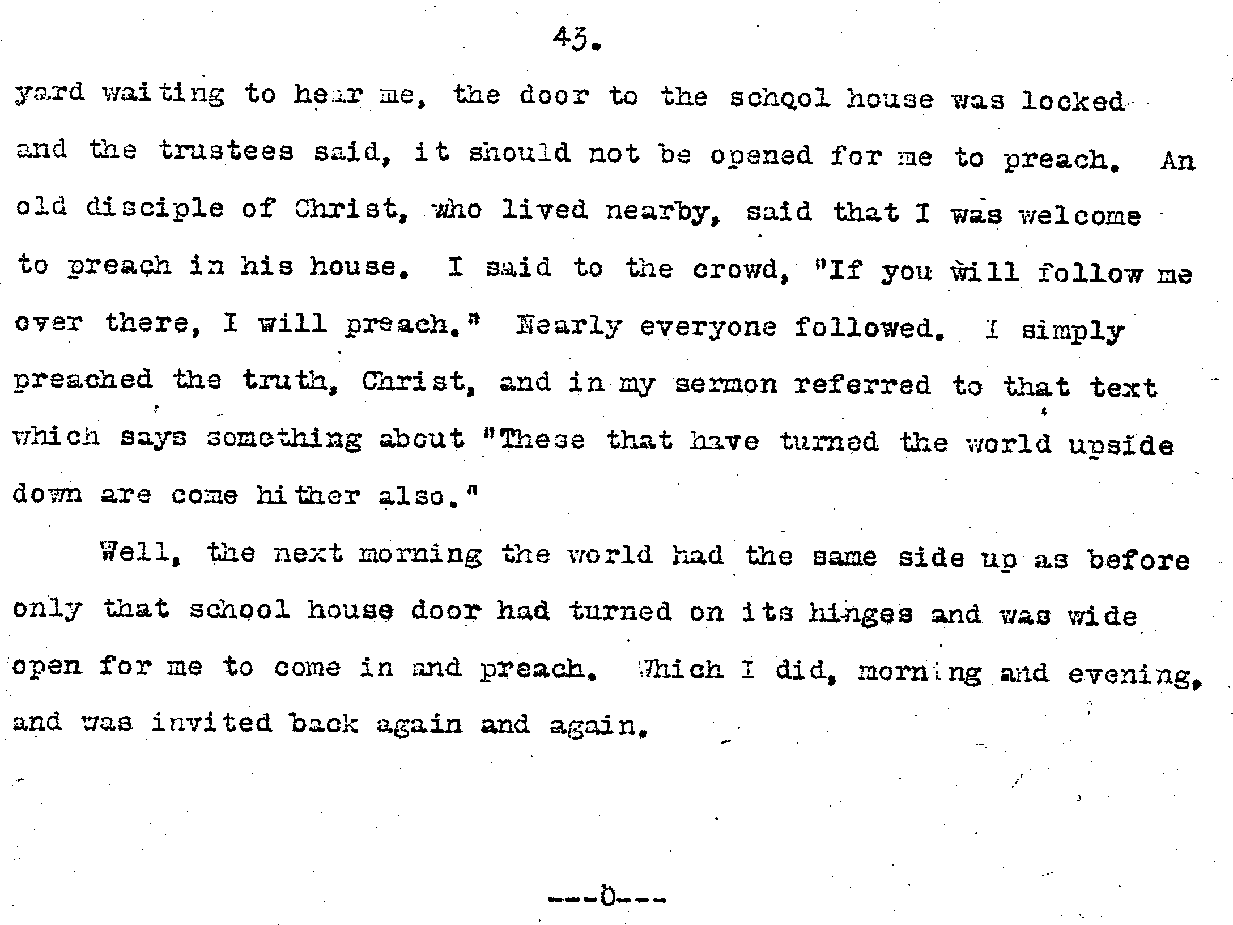 43.
yard waiting to hear me, the door to the school house was locked
and the trustees said, it should not be opened for me to preach. An
old disciple of Christ, who lived nearby, said that I was welcome
to preach in his house. I said to the crowd, "If you will follow me
over there, I will preach." Nearly everyone followed. I simply
preached the truth, Christ, and in my sermon referred to that text
which says something about "These that have turned the world upside
down are come hither also."
Well, the next morning the world had the same side up as before
only that school house door had turned on its hinges and was wide
open for me to come in and preach. Which I did, morning and evening,
and was invited back again and again.
---0---